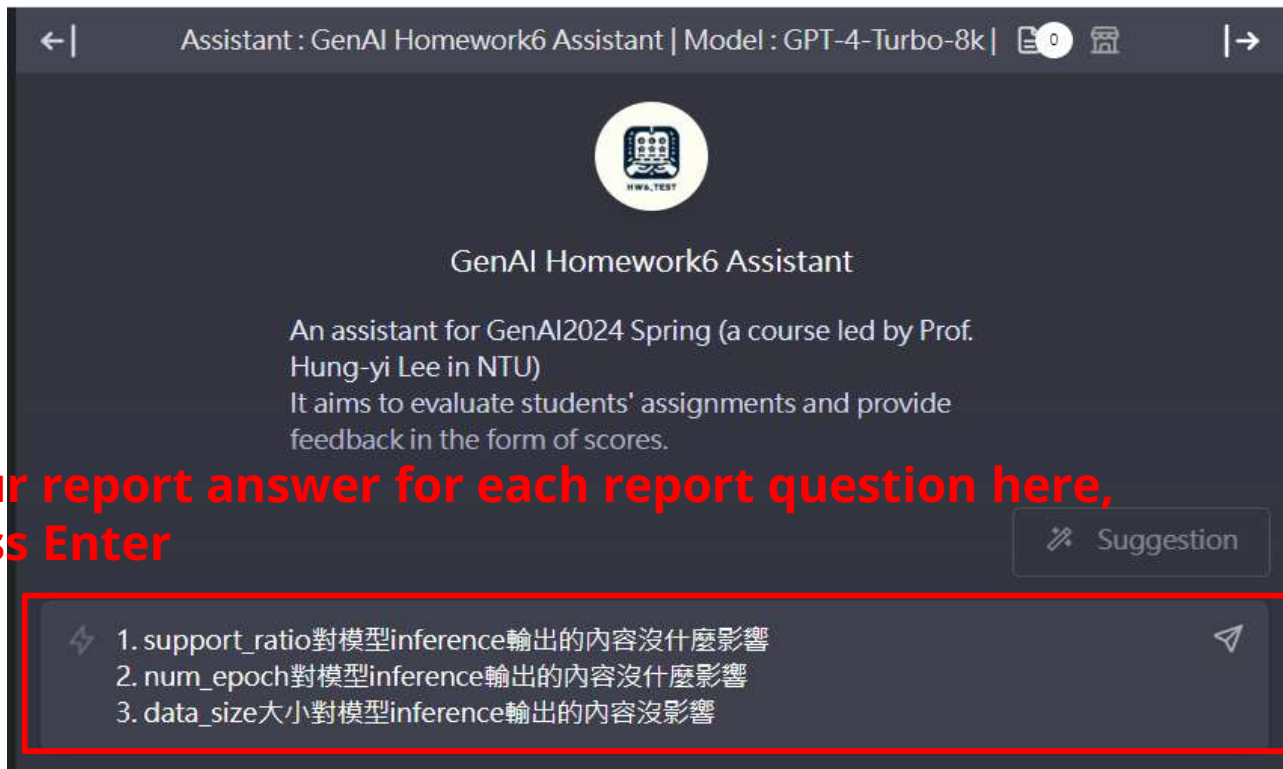 Assistant : GenAI Homework6 Assistant | Model : GPT-4-Turbo-8k | 0
HW6_TEST
GenAI Homework6 Assistant
An assistant for GenAI2024 Spring (a course led by Prof.
Hung-yi Lee in NTU)
It aims to evaluate students' assignments and provide
feedback in the form of scores.
r report answer for each report question here,
ss Enter
Suggestion
1. support_ratio對模型inference輸出的內容沒什麼影響
2. num_epoch對模型inference輸出的內容沒什麼影響
3. data_size大小對模型inference輸出的內容沒影響